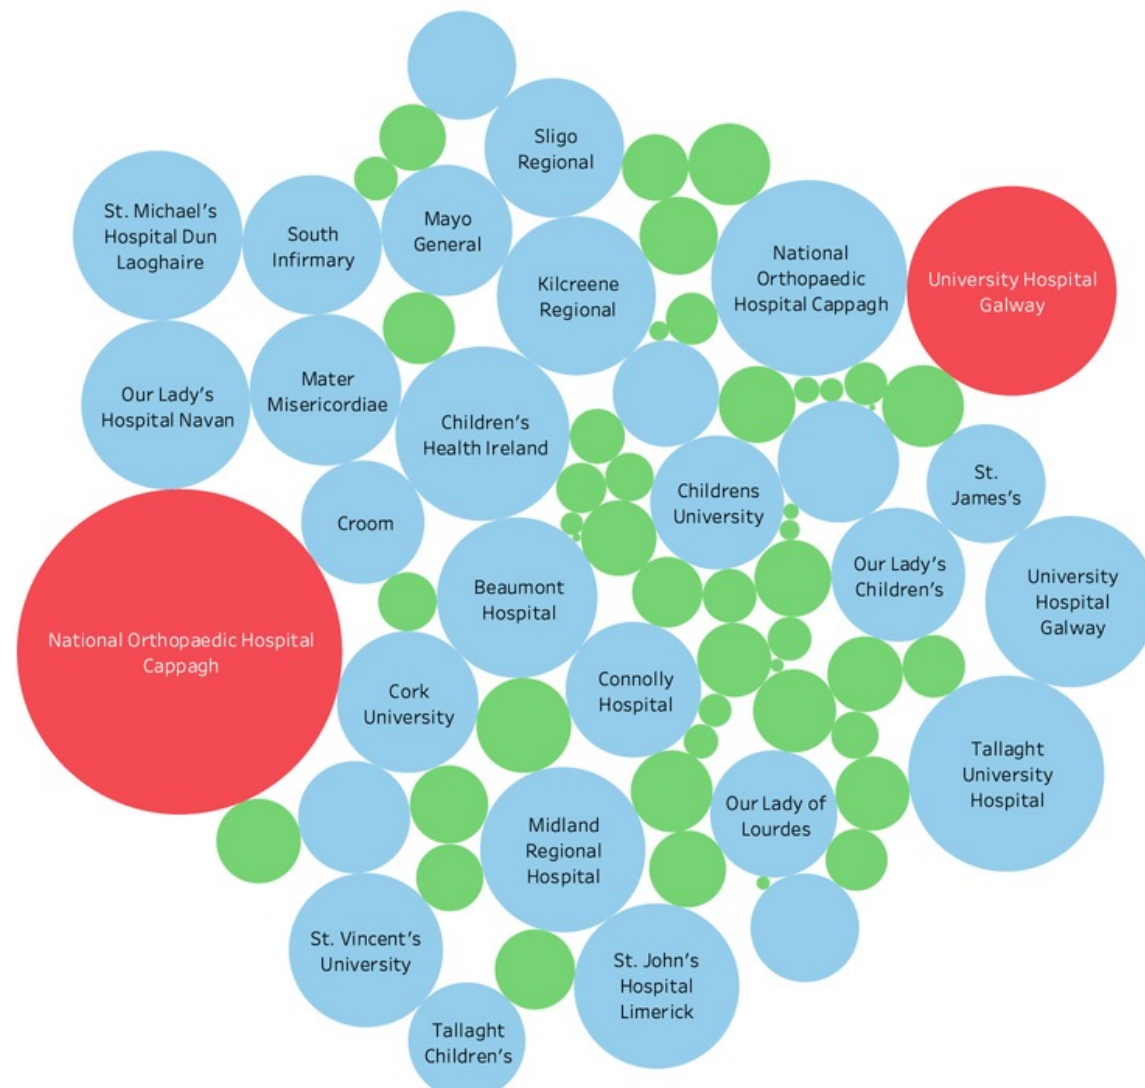 Sligo
Regional
St. Michael's
Hospital Dun
Laoghaire
South
Infirmary
Mayo
General
National
Orthopaedic
Hospital Cappagh
University Hospital
Galway
Kilcreene
Regional
Our Lady's
Hospital Navan
Mater
Misericordiae
Children's
Health Ireland
Childrens
University
St.
James's
Croom
Beaumont
Hospital
Our Lady's
Children's
University
Hospital
Galway
National Orthopaedic Hospital
Cappagh
Cork
University
Connolly
Hospital
Tallaght
University
Hospital
Our Lady of
Lourdes
Midland
Regional
Hospital
St. Vincent's
University
St. John's
Hospital
Limerick
Tallaght
Children's